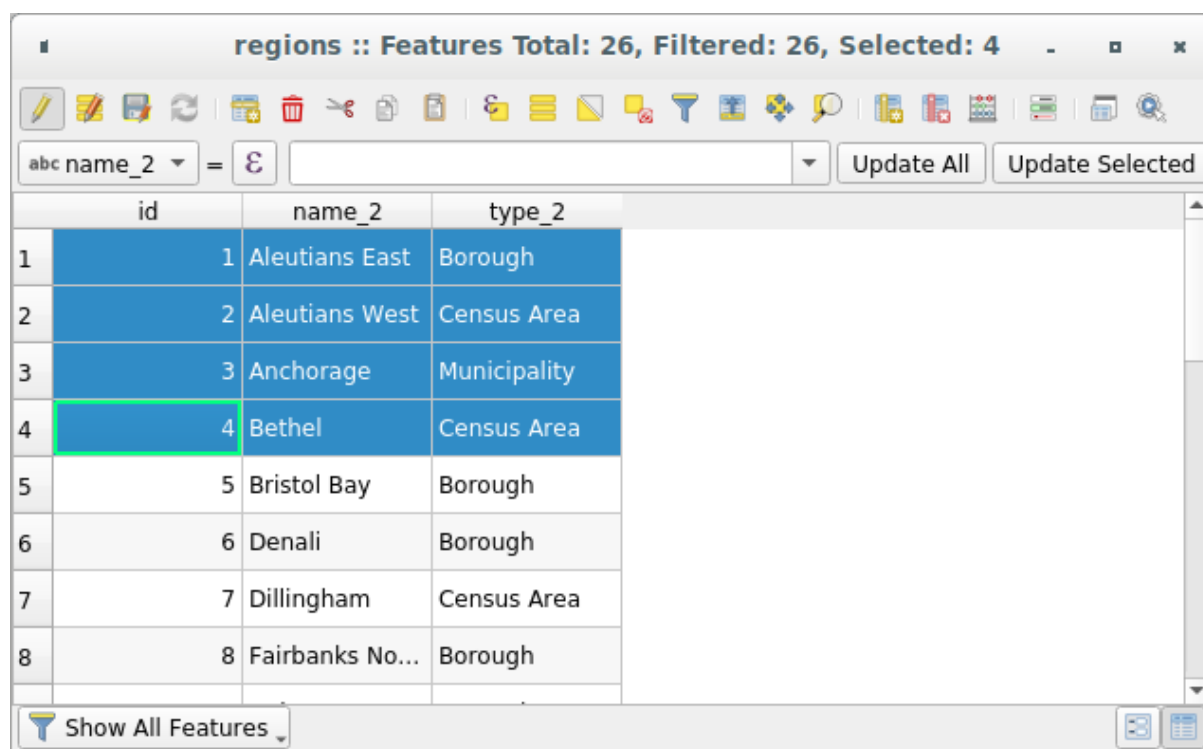 regions :: Features Total: 26, Filtered: 26, Selected: 4
abc name_2 = ε Update All Update Selected
id name_2 type_2
1 1 Aleutians East Borough
2 2 Aleutians West Census Area
3 3 Anchorage Municipality
4 4 Bethel Census Area
5 5 Bristol Bay Borough
6 6 Denali Borough
7 7 Dillingham Census Area
8 8 Fairbanks No... Borough
Show All Features